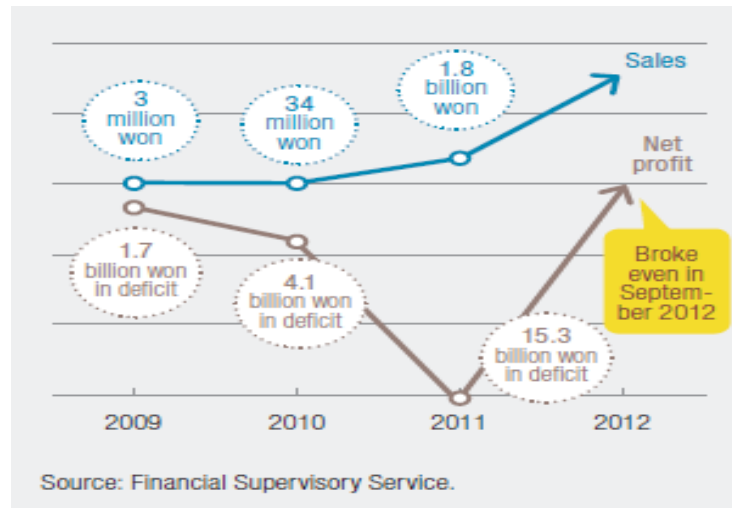 Sales
3
million
won
34
million
won
1.8
billion
won
Net
profit
1.7
billion won
in deficit
4.1
billion won
in deficit
15.3
billion won
in deficit
Broke
even in
Septem-
ber 2012
2009
2010
2011
2012
Source: Financial Supervisory Service.